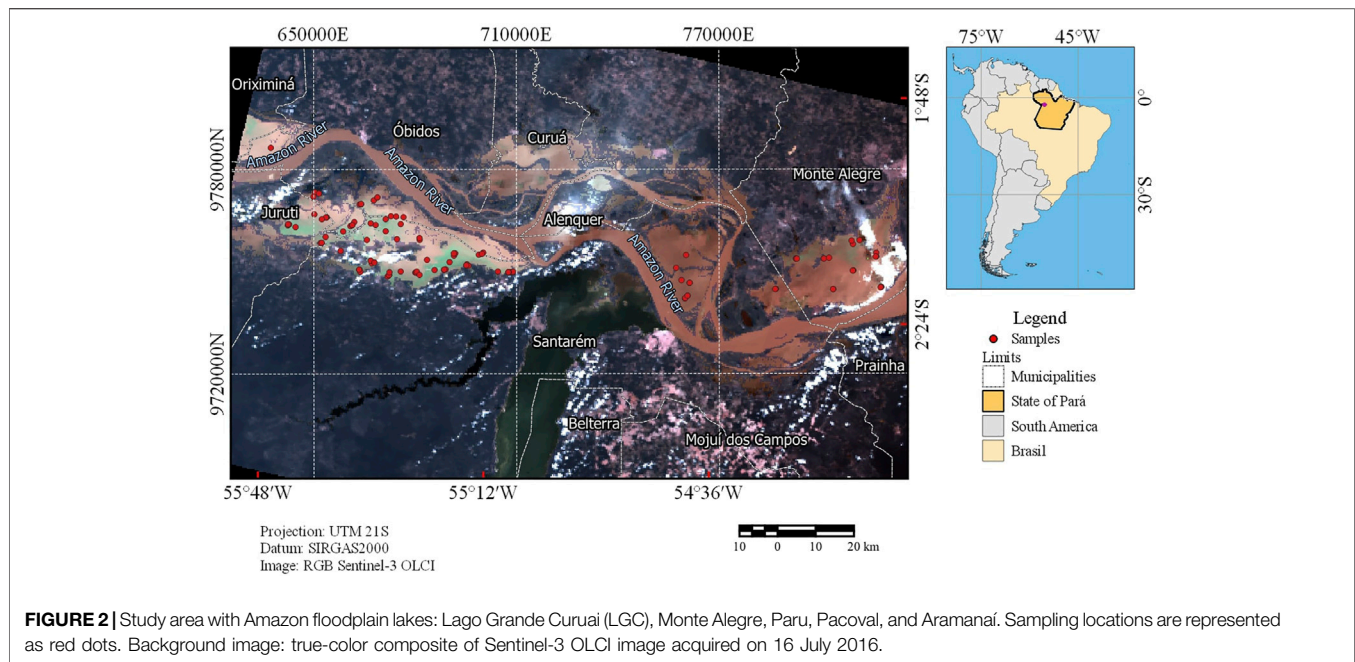 650000E 710000E 770000E
75°W 45°W
Oriximiná
Óbidos
Curuá
Amazon River
Amazon River
Monte Alegre
Juruti
Alenquer
Amazon River
Santarém
Prainha
Belterra
Mojuí dos Campos
9780000N
9720000N
1°48'S
2°24'S
0°
30°S
55°48'W 55°12'W 54°36'W
Legend
Samples
Limits
Municipalities
State of Pará
South America
Brasil
Projection: UTM 21S
Datum: SIRGAS2000
Image: RGB Sentinel-3 OLCI
10 0 10 20 km
FIGURE 2 | Study area with Amazon floodplain lakes: Lago Grande Curuai (LGC), Monte Alegre, Paru, Pacoval, and Aramanaí. Sampling locations are represented
as red dots. Background image: true-color composite of Sentinel-3 OLCI image acquired on 16 July 2016.